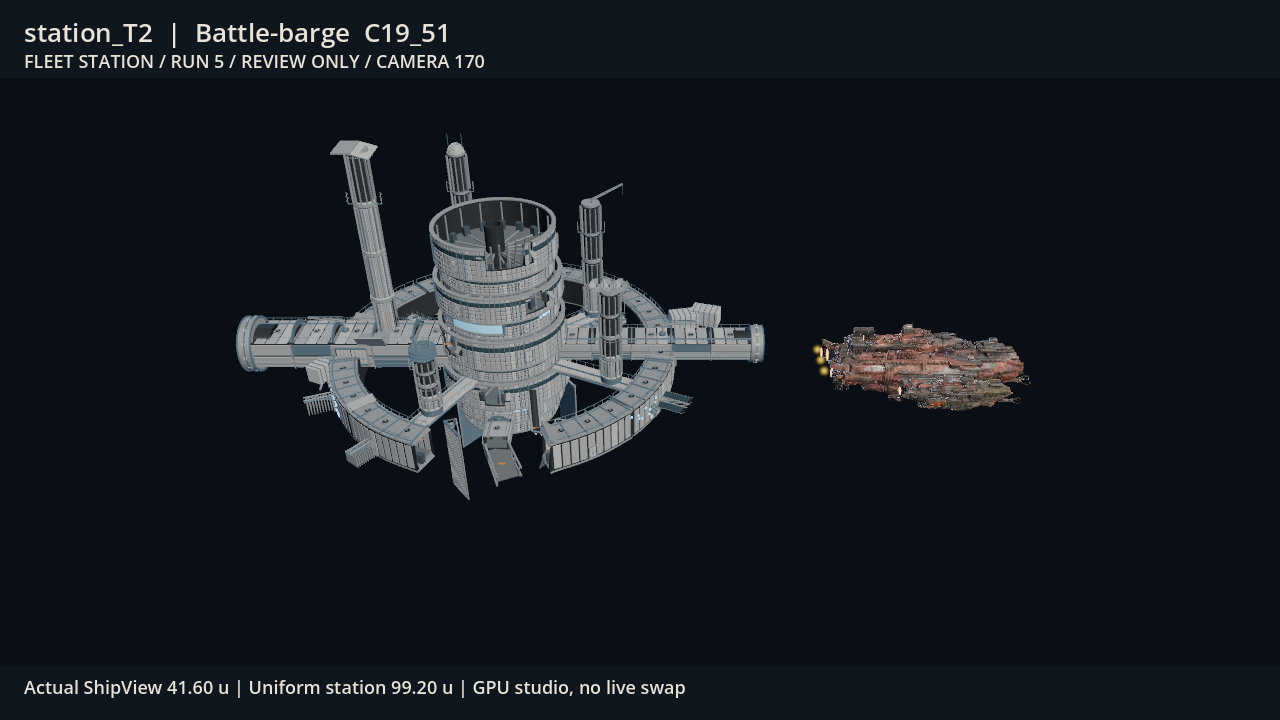 station_T2 | Battle-barge C19_51
FLEET STATION / RUN 5 / REVIEW ONLY / CAMERA 170
Actual ShipView 41.60 u | Uniform station 99.20 u | GPU studio, no live swap